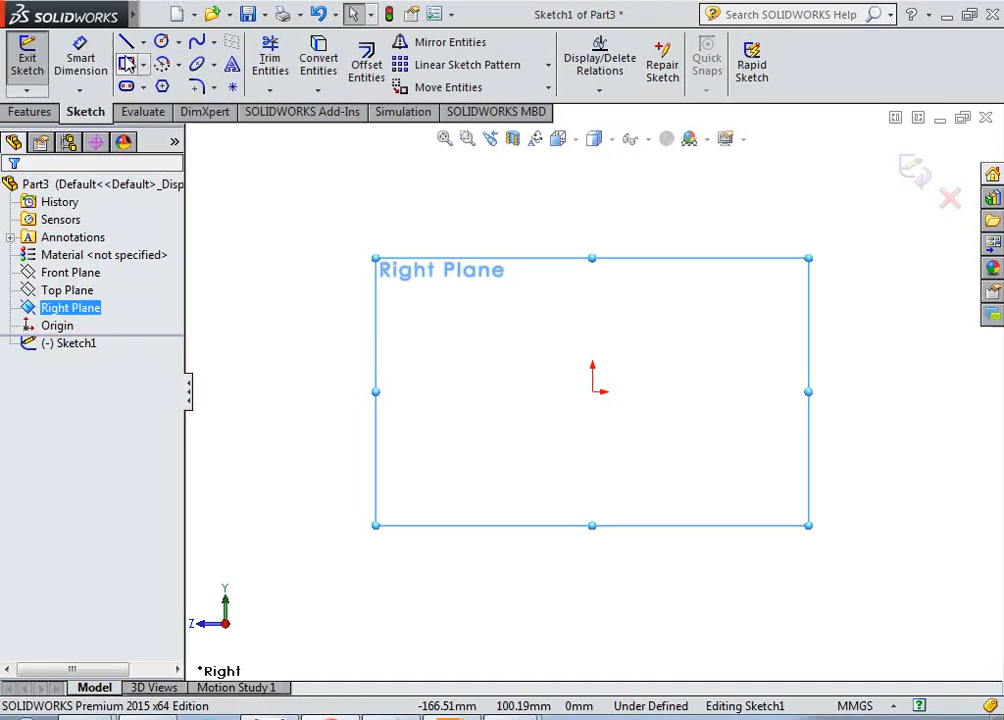 SOLIDWORKS
Sketch1 of Part3 *
Search SOLIDWORKS Help
Exit Sketch
Smart Dimension
Trim Entities
Convert Entities
Offset Entities
Mirror Entities
Linear Sketch Pattern
Move Entities
Display/Delete Relations
Repair Sketch
Quick Snaps
Rapid Sketch
Features
Sketch
Evaluate
DimXpert
SOLIDWORKS Add-Ins
Simulation
SOLIDWORKS MBD
Part3 (Default<<Default>_Disp
History
Sensors
Annotations
Material <not specified>
Front Plane
Top Plane
Right Plane
Origin
(-) Sketch1
Right Plane
Y
Z
*Right
Model
3D Views
Motion Study 1
SOLIDWORKS Premium 2015 x64 Edition
-166.51mm
100.19mm
0mm
Under Defined
Editing Sketch1
MMGS